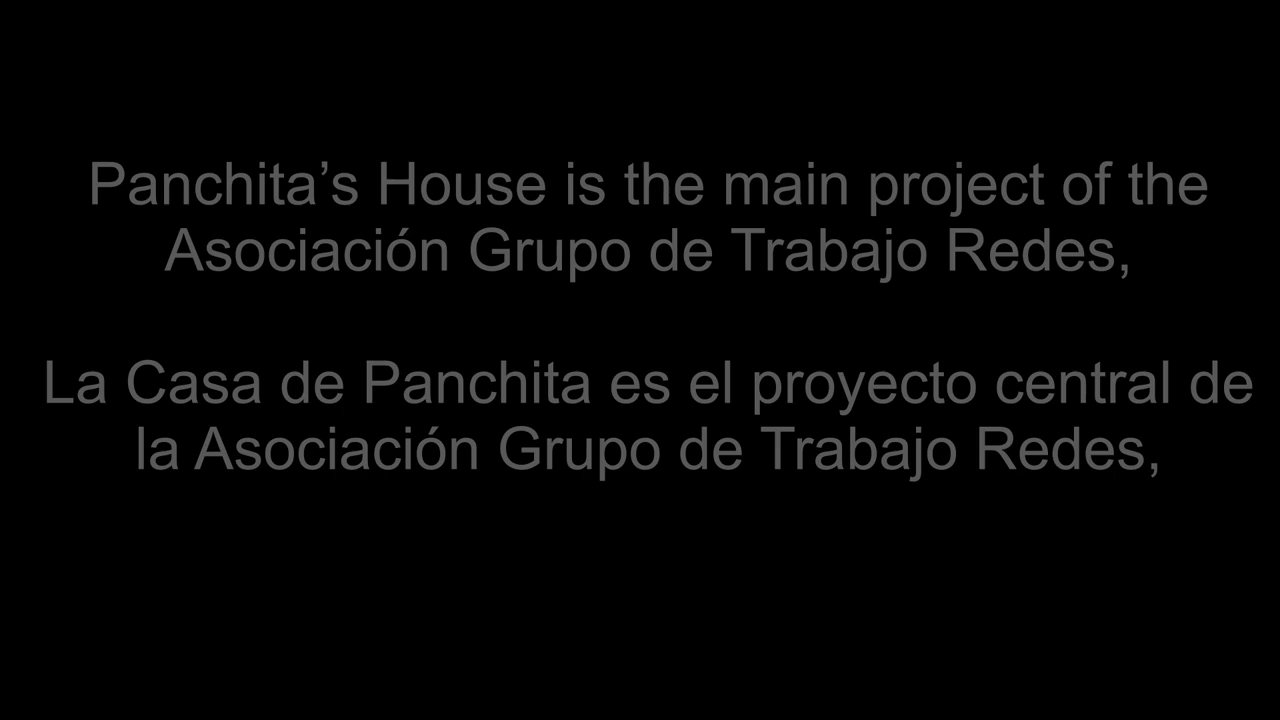 Panchita’s House is the main project of the
Asociación Grupo de Trabajo Redes,
La Casa de Panchita es el proyecto central de
la Asociación Grupo de Trabajo Redes,